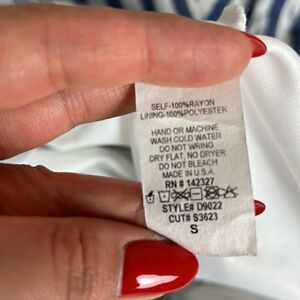 SELF-100%RAYON
LINING-100%POLYESTER
HAND OR MACHINE
WASH COLD WATER
DO NOT WRING
DRY FLAT, NO DRYER
DO NOT BLEACH
MADE IN U.S.A.
RN # 142327
STYLE# D9022
CUT# S3623
S